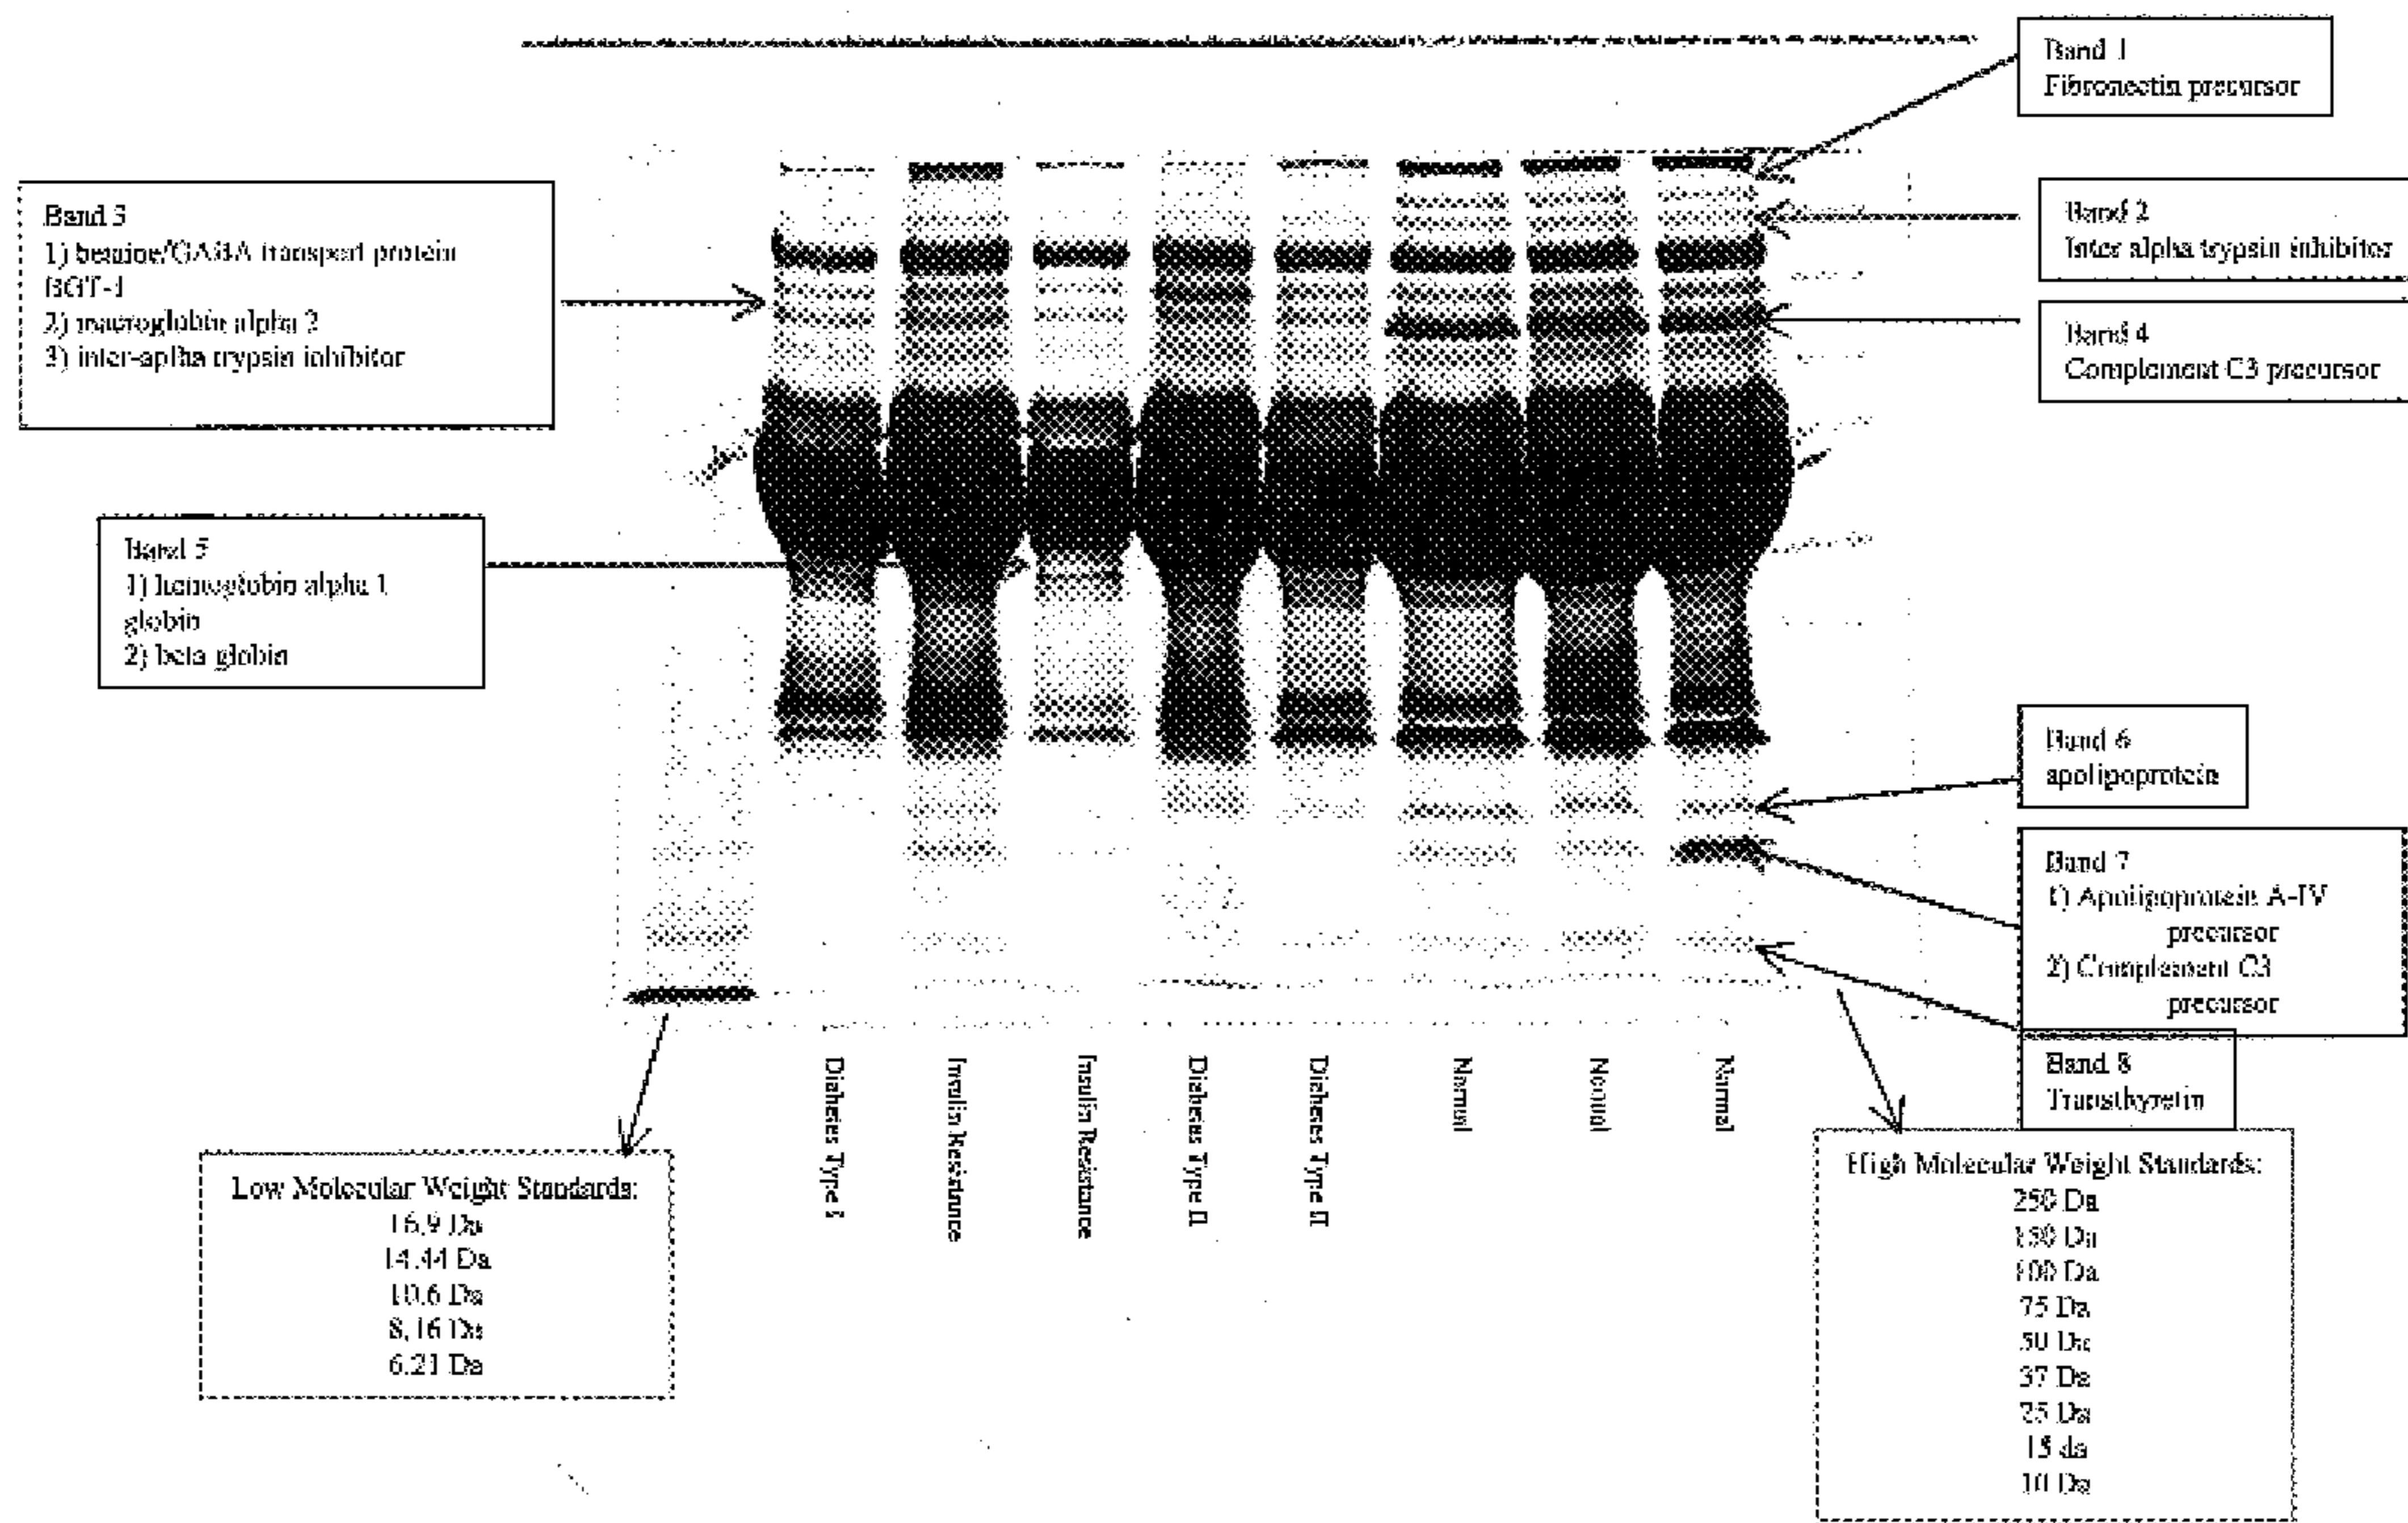 Band 1
Fibronectin precursor
Band 3
1) betaine/GABA transport protein
BGT-1
2) macroglobin alpha 2
3) inter-aplha trypsin inhibitor
Band 2
Inter alpha trypsin inhibitor
Band 4
Complement C3 precursor
Band 5
1) hemoglobin alpha 1
globin
2) beta globin
Band 6
apolipoprotein
Band 7
1) Apolipoprotein A-IV
precursor
2) Complement C3
precursor
Band 8
Transthyretin
Diabetes Type
Insulin Resistance
Insulin Resistance
Diabetes Type II
Diabetes Type II
Normal
Normal
Normal
Low Molecular Weight Standards:
16.9 Da
14.44 Da
10.6 Da
8.16 Da
6.21 Da
High Molecular Weight Standards:
250 Da
150 Da
100 Da
75 Da
50 Da
37 Da
25 Da
15 da
10 Da